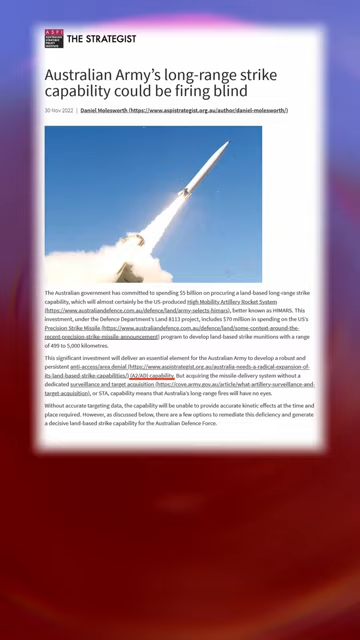 ASPI
AUSTRALIAN
STRATEGIC
POLICY
INSTITUTE
THE STRATEGIST
Australian Army's long-range strike
capability could be firing blind
30 Nov 2022 | Daniel Molesworth (https://www.aspistrategist.org.au/author/daniel-molesworth/)
The Australian government has committed to spending $5 billion on procuring a land-based long-range strike
capability, which will almost certainly be the US-produced High Mobility Artillery Rocket System
(https://www.australiandefence.com.au/defence/land/army-selects-himars), better known as HIMARS. This
investment, under the Defence Department's Land 8113 project, includes $70 million in spending on the US's
Precision Strike Missile (https://www.australiandefence.com.au/defence/land/some-context-around-the-
recent-precision-strike-missile-announcement) program to develop land-based strike munitions with a range
of 499 to 5,000 kilometres.
This significant investment will deliver an essential element for the Australian Army to develop a robust and
persistent anti-access/area denial (https://www.aspistrategist.org.au/australia-needs-a-radical-expansion-of-
its-land-based-strike-capabilities/) (A2/AD) capability. But acquiring the missile-delivery system without a
dedicated surveillance and target acquisition (https://cove.army.gov.au/article/what-artillery-surveillance-and-
target-acquisition), or STA, capability means that Australia's long-range fires will have no eyes.
Without accurate targeting data, the capability will be unable to provide accurate kinetic effects at the time and
place required. However, as discussed below, there are a few options to remediate this deficiency and generate
a decisive land-based strike capability for the Australian Defence Force.